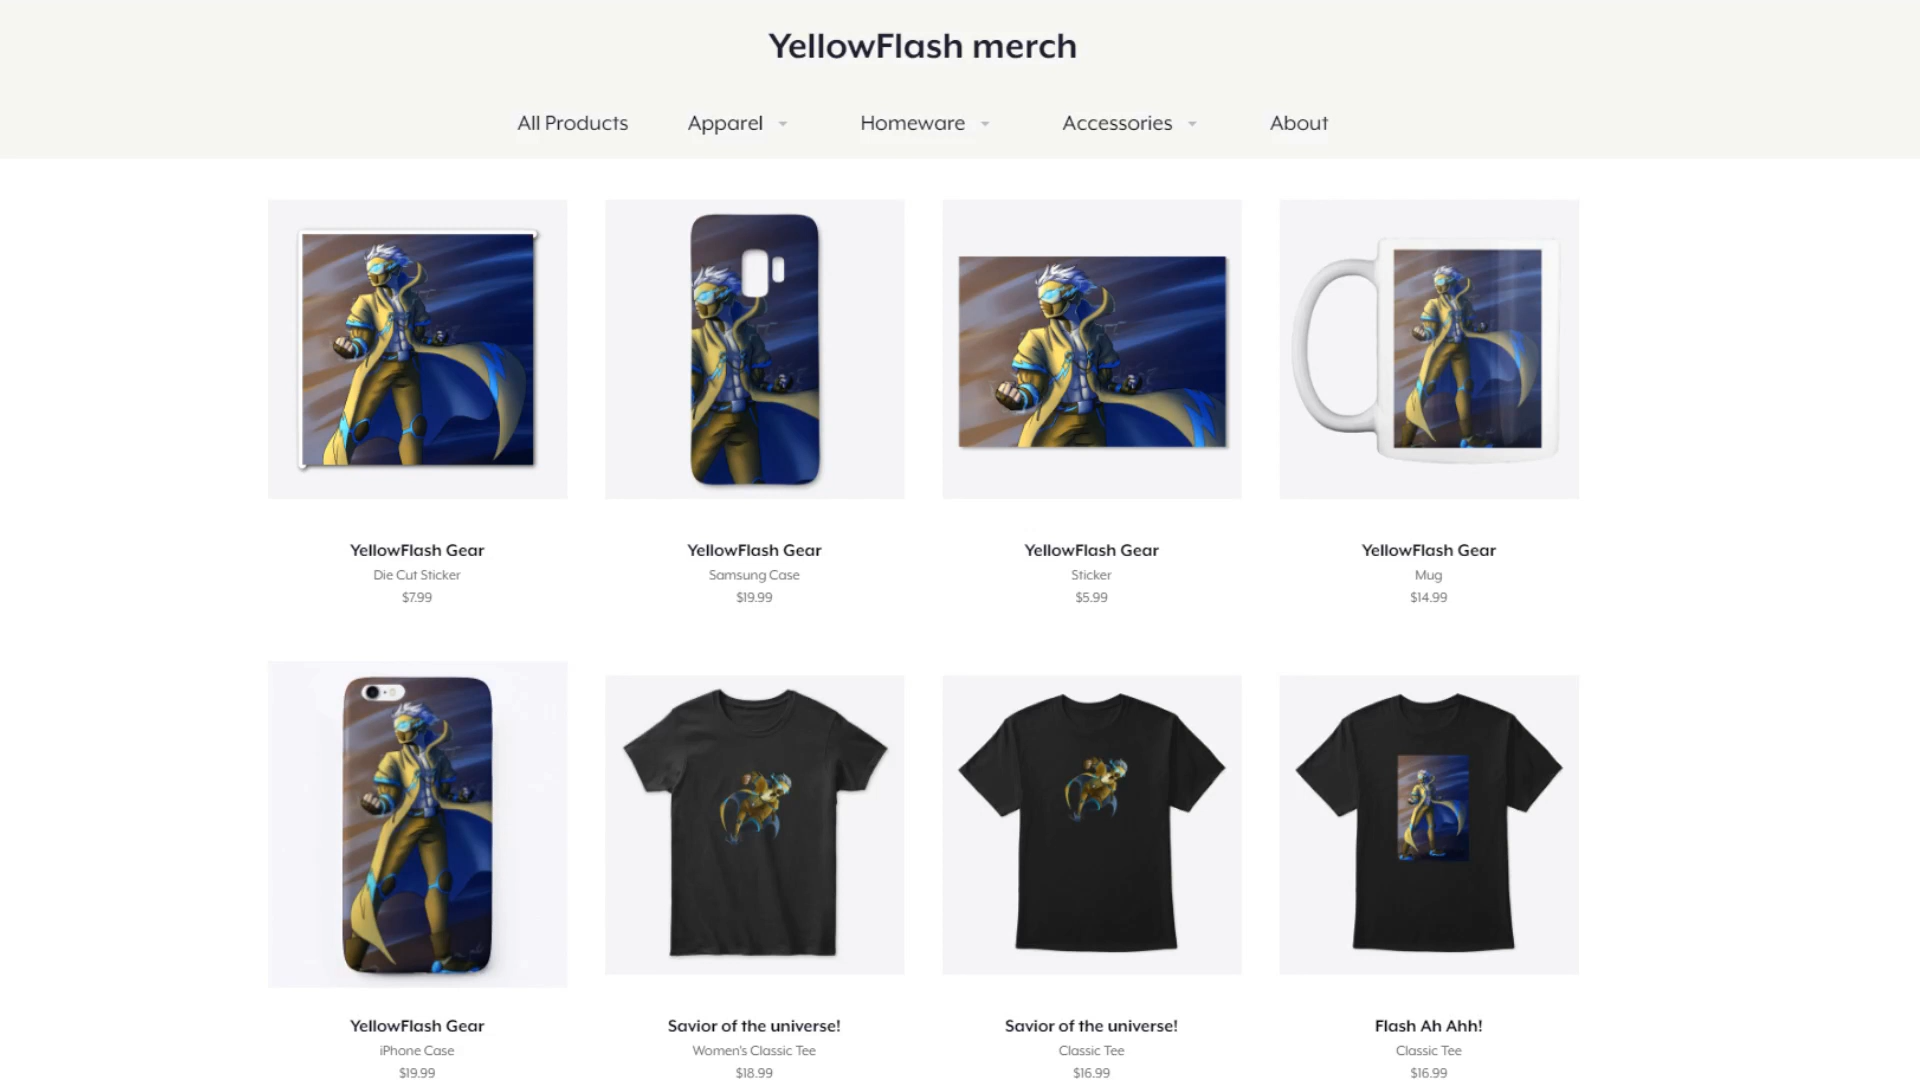 YellowFlash merch
All Products
Apparel
Homeware
Accessories
About
YellowFlash Gear
Die Cut Sticker
$7.99
YellowFlash Gear
Samsung Case
$19.99
YellowFlash Gear
Sticker
$5.99
YellowFlash Gear
Mug
$14.99
YellowFlash Gear
iPhone Case
$19.99
Savior of the universe!
Women's Classic Tee
$18.99
Savior of the universe!
Classic Tee
$16.99
Flash Ah Ahh!
Classic Tee
$16.99